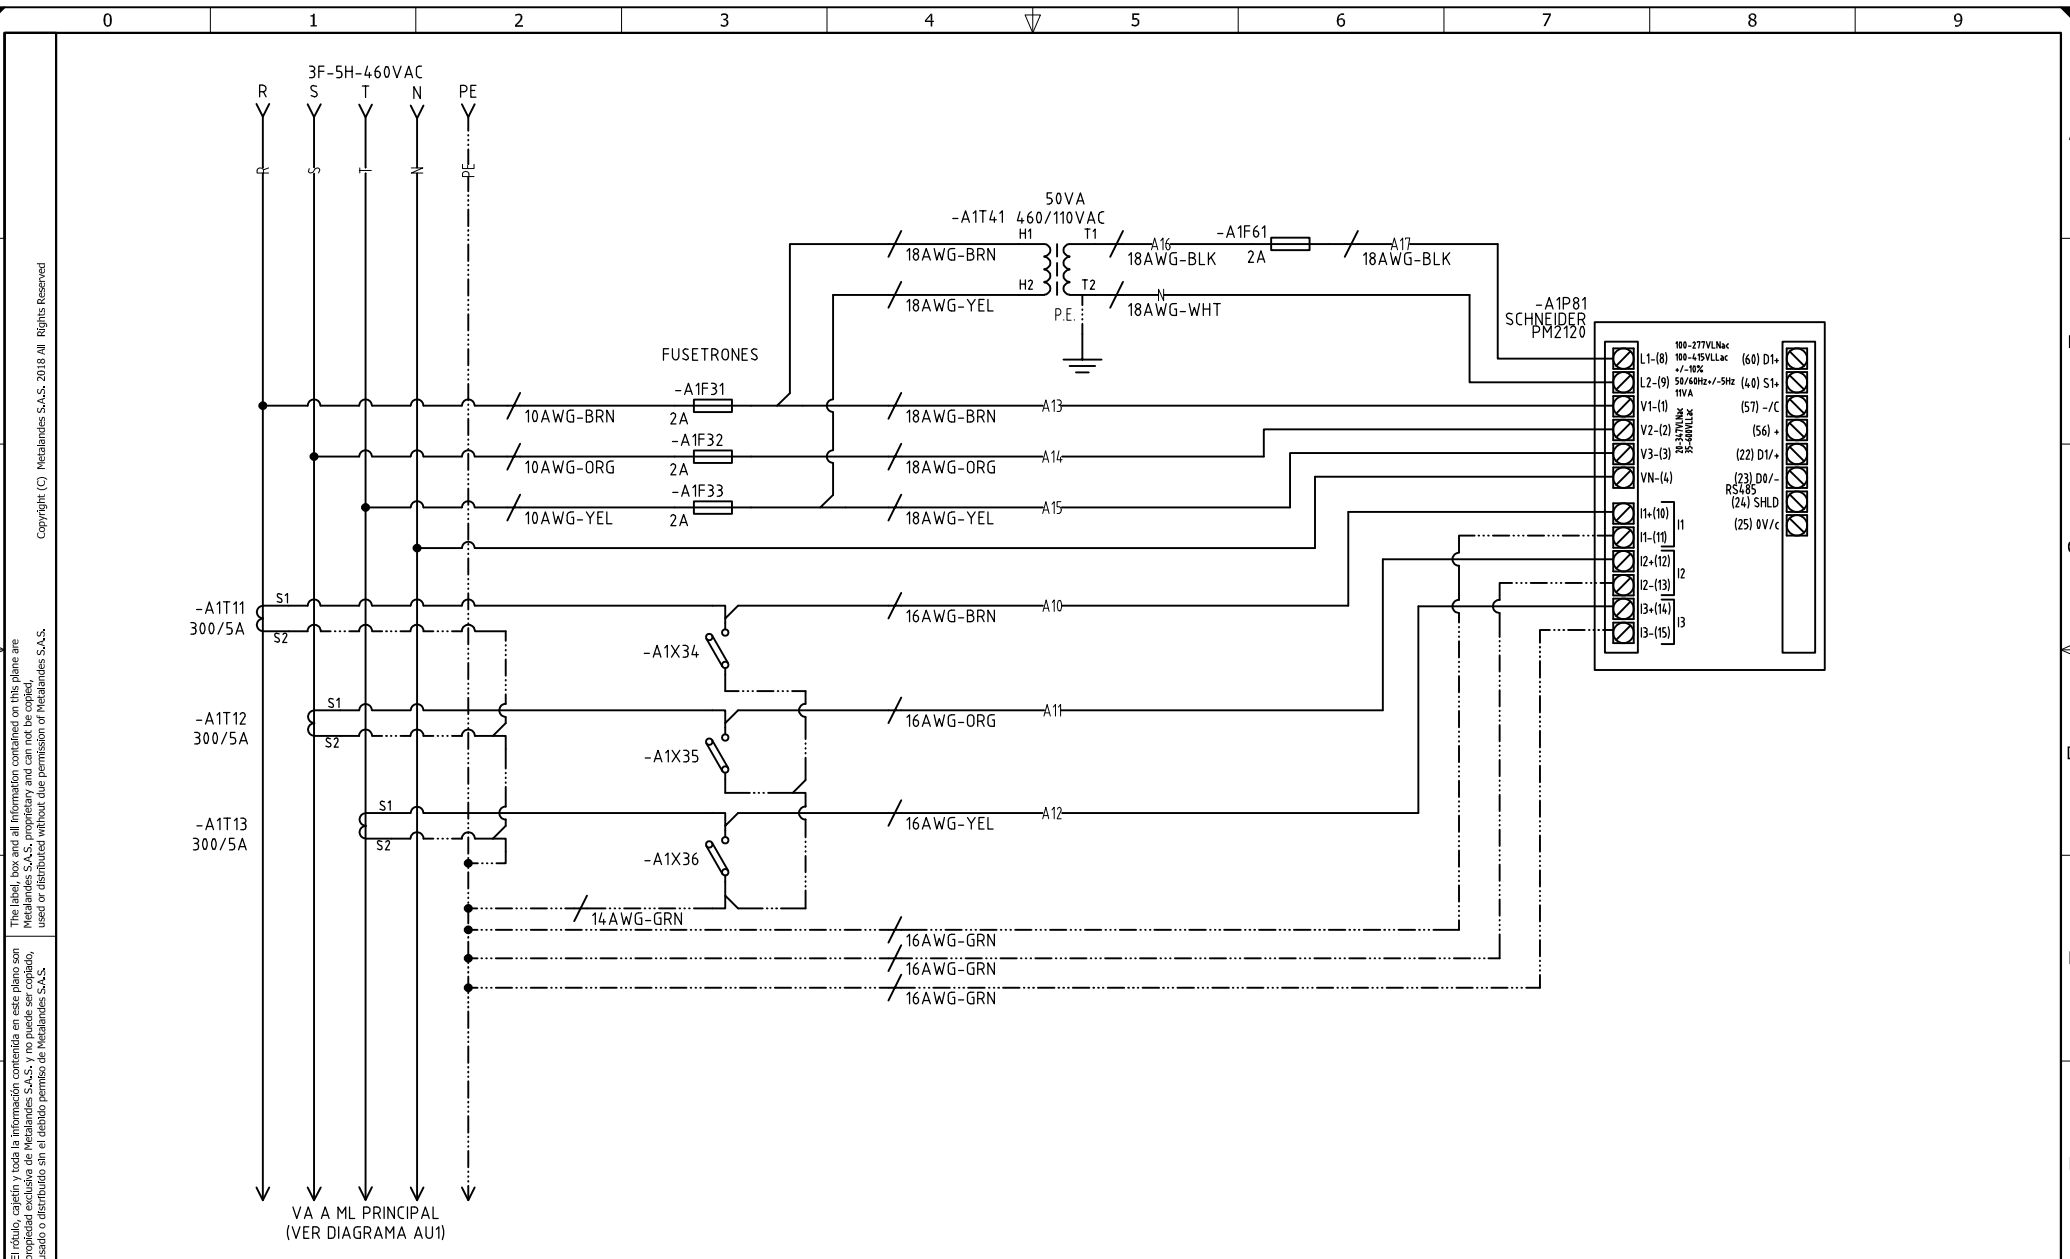 0 1 2 3 4 5 6 7 8 9
3F-5H-460VAC
R S T N PE
R S T N PE
50VA
-A1T41 460/110VAC
H1 T1
18AWG-BRN
A16
18AWG-BLK
-A1F61
2A
A17
18AWG-BLK
H2 T2
18AWG-YEL
P.E.
N
18AWG-WHT
-A1P81
SCHNEIDER
PM2120
FUSETRONES
-A1F31
2A
10AWG-BRN
18AWG-BRN
A13
-A1F32
2A
10AWG-ORG
18AWG-ORG
A14
-A1F33
2A
10AWG-YEL
18AWG-YEL
A15
100-277VLNac
100-415VLLac
+/-10%
50/60Hz+/-5Hz
11VA
20-347VLNac
35-600VLLac
L1-(8)
L2-(9)
V1-(1)
V2-(2)
V3-(3)
VN-(4)
I1+(10)
I1-(11)
I1
I2+(12)
I2-(13)
I2
I3+(14)
I3-(15)
I3
(60) D1+
(40) S1+
(57) -/C
(56) +
(22) D1/+
(23) D0/-
RS485
(24) SHLD
(25) 0V/c
-A1T11
300/5A
S1
S2
16AWG-BRN
A10
-A1X34
-A1T12
300/5A
S1
S2
16AWG-ORG
A11
-A1X35
-A1T13
300/5A
S1
S2
16AWG-YEL
A12
-A1X36
14AWG-GRN
16AWG-GRN
16AWG-GRN
16AWG-GRN
VA A ML PRINCIPAL
(VER DIAGRAMA AU1)
Copyright (C) Metalandes S.A.S. 2018 All Rights Reserved
The label, box and all information contained on this plane are
Metalandes S.A.S. proprietary and can not be copied,
used or distributed without due permission of Metalandes S.A.S.
El rótulo, cajetín y toda la información contenida en este plano son
propiedad exclusiva de Metalandes S.A.S. y no puede ser copiado,
usado o distribuido sin el debido permiso de Metalandes S.A.S.